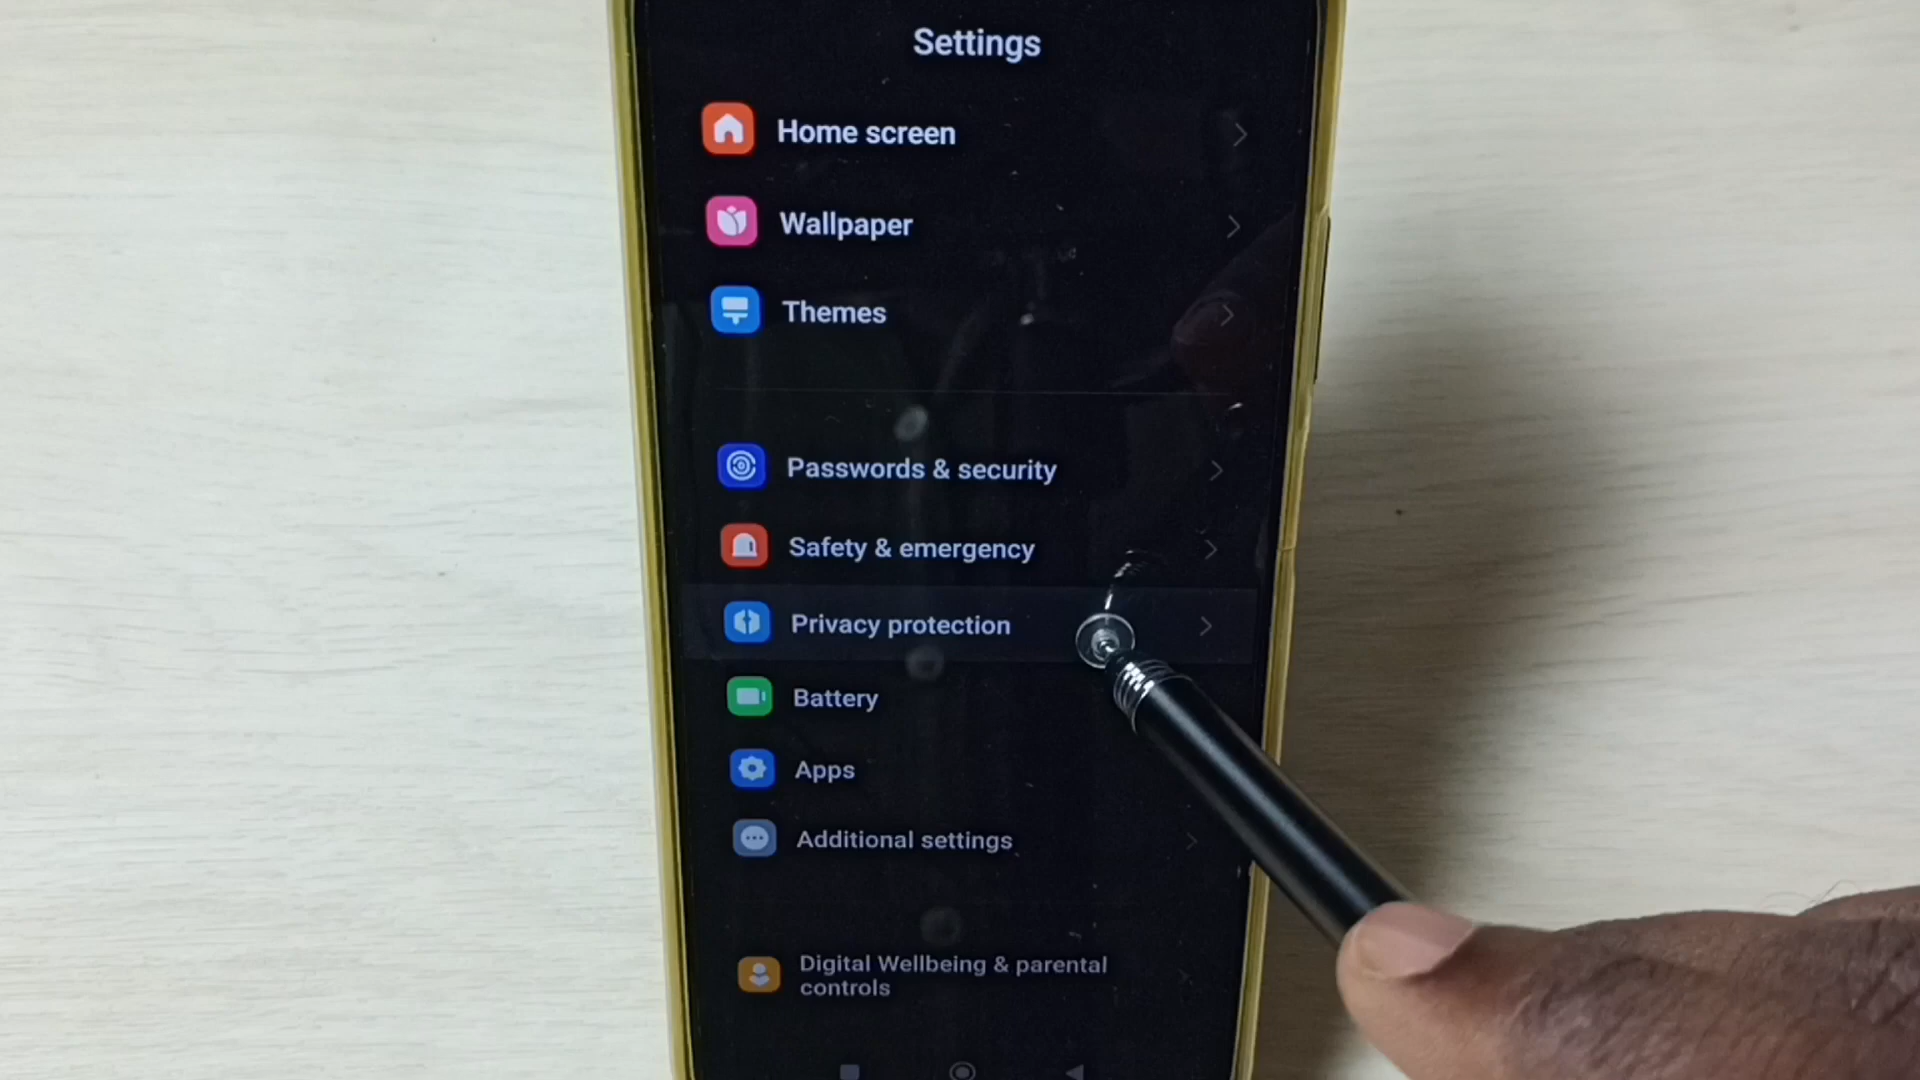 Settings
Home screen
Wallpaper
Themes
Passwords & security
Safety & emergency
Privacy protection
Battery
Apps
Additional settings
Digital Wellbeing & parental
controls